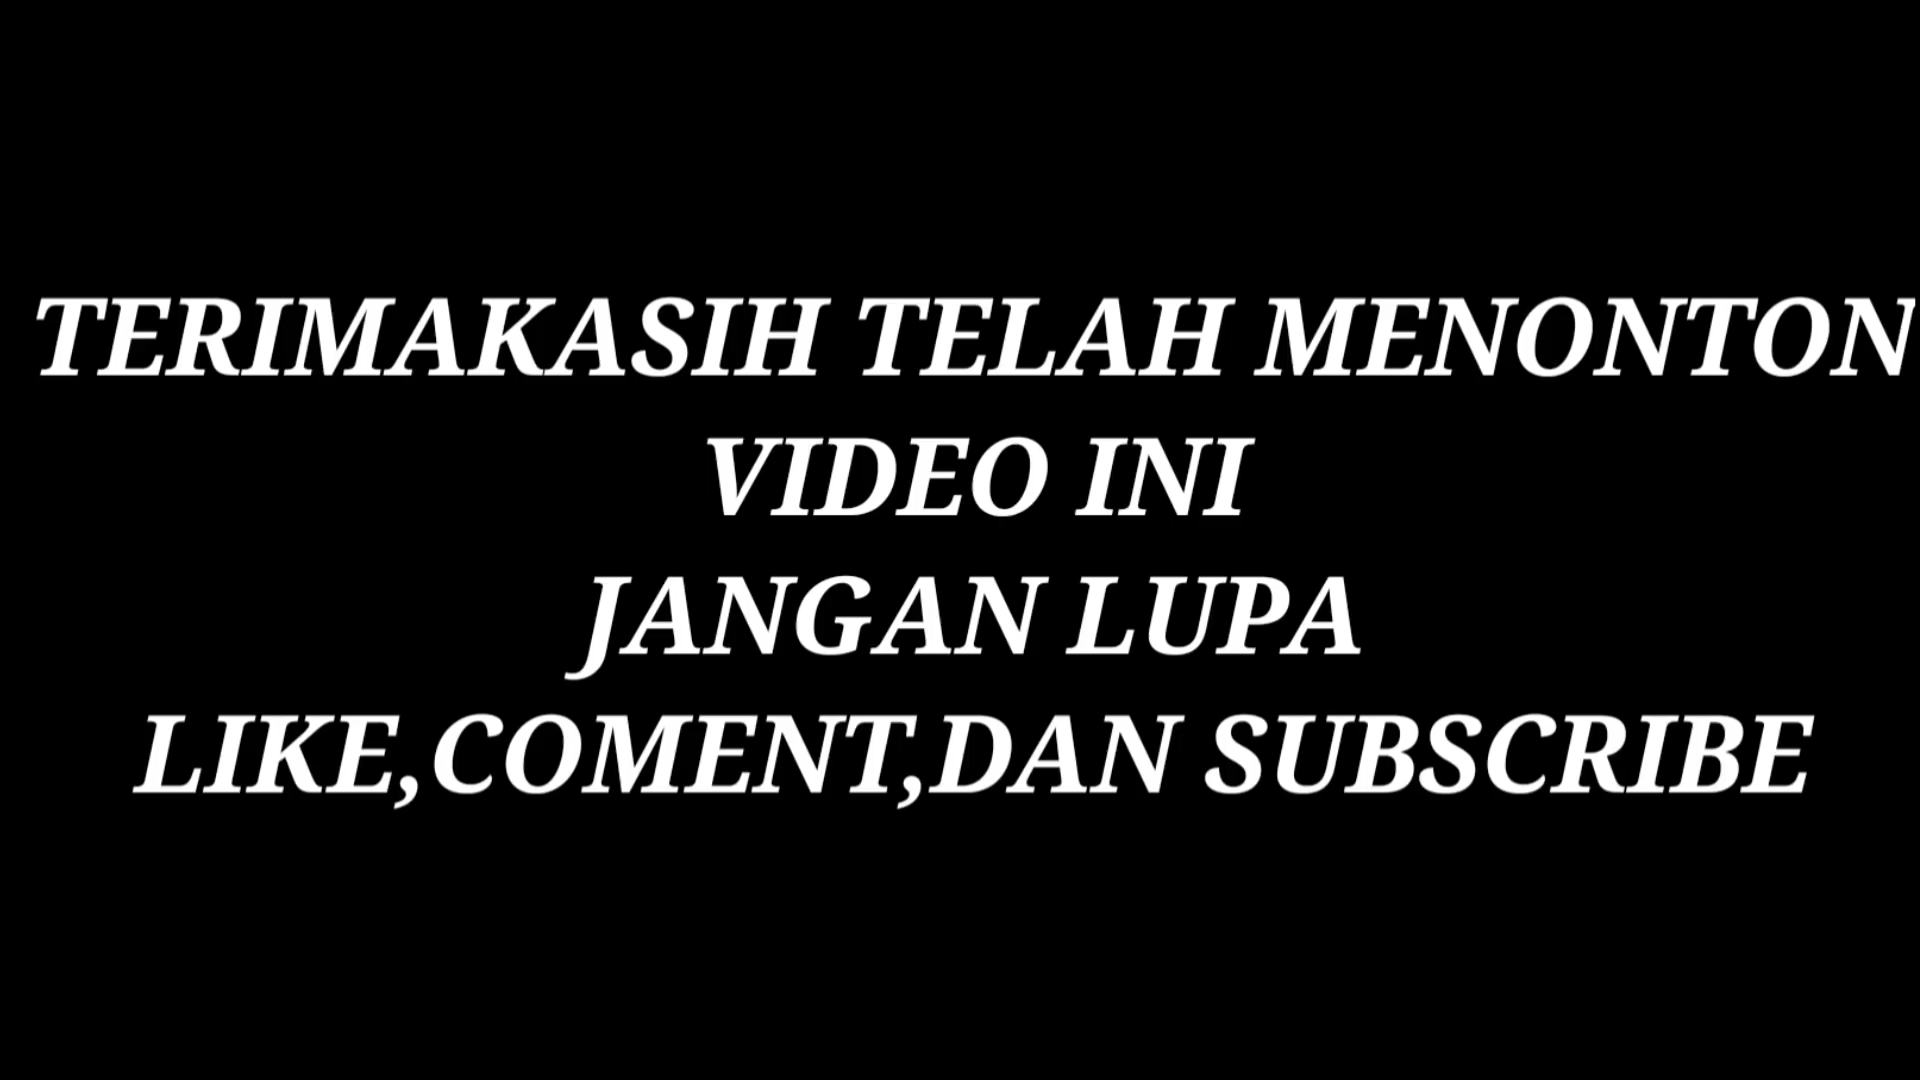 TERIMAKASIH TELAH MENONTON
VIDEO INI
JANGAN LUPA
LIKE,COMENT,DAN SUBSCRIBE